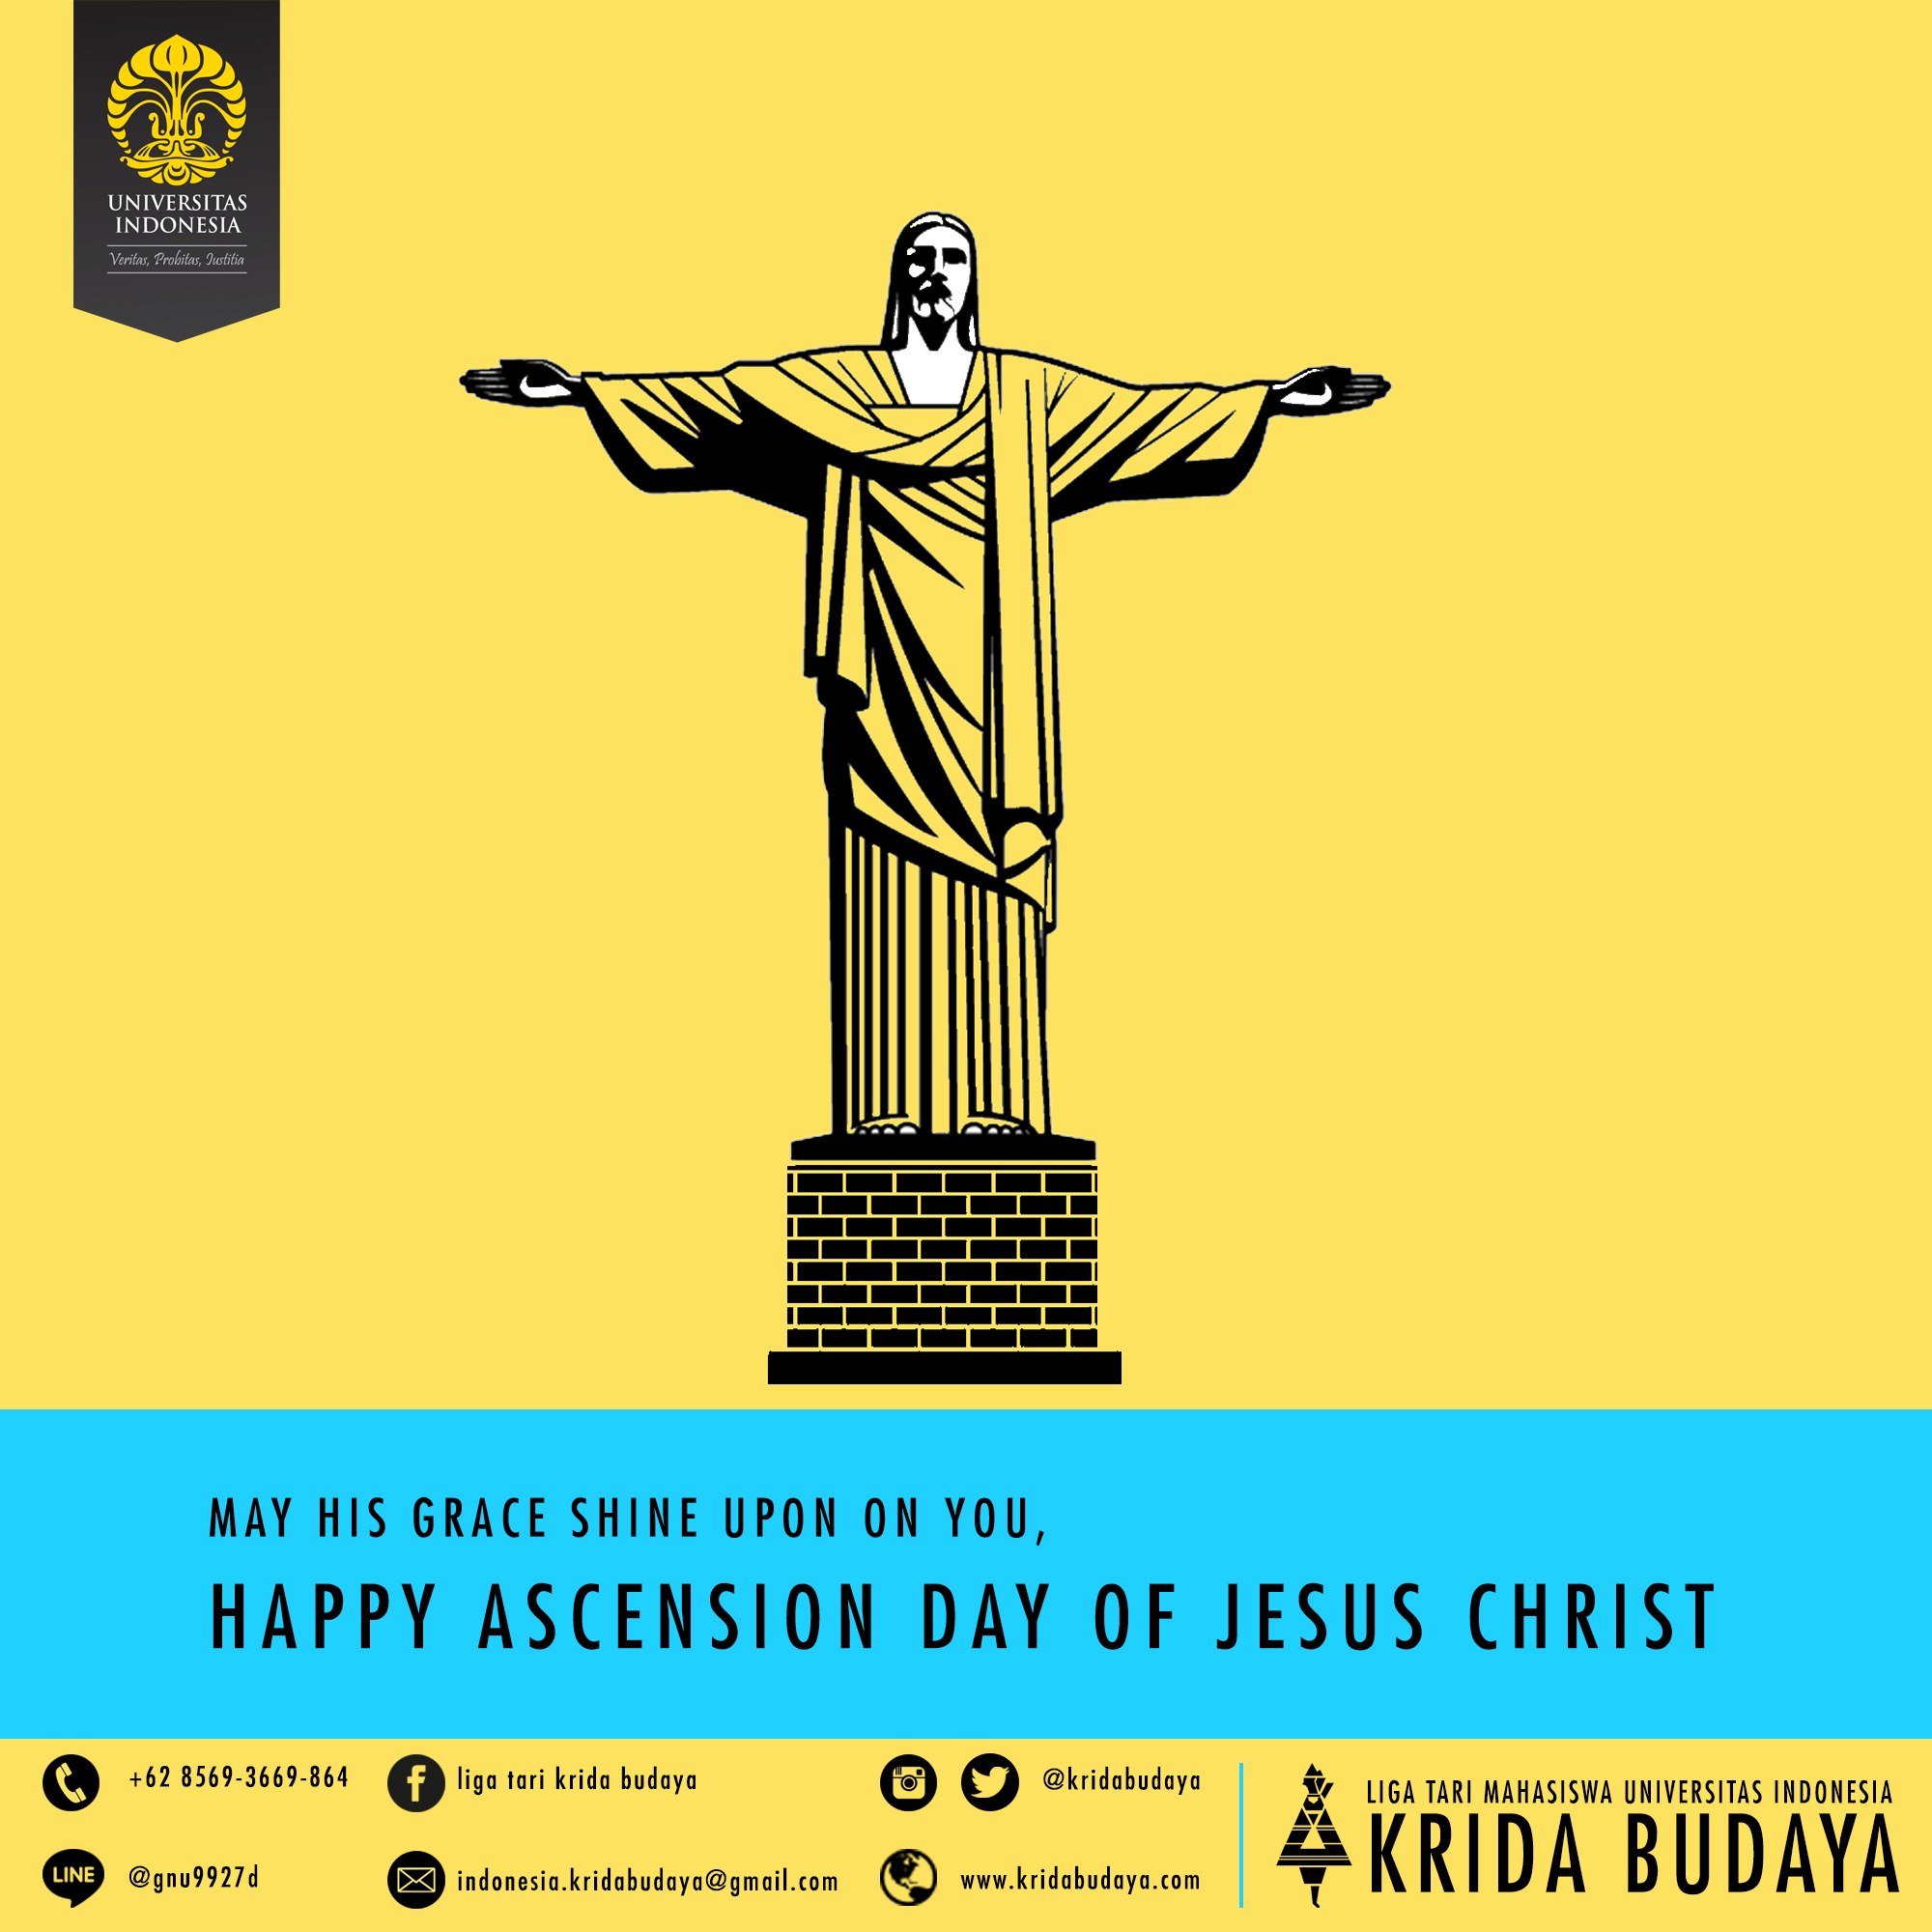 UNIVERSITAS
INDONESIA
Veritas, Probitas, Iustitia
MAY HIS GRACE SHINE UPON ON YOU,
HAPPY ASCENSION DAY OF JESUS CHRIST
+62 8569-3669-864
liga tari krida budaya
@kridabudaya
LINE
@gnu9927d
indonesia.kridabudaya@gmail.com
www.kridabudaya.com
LIGA TARI MAHASISWA UNIVERSITAS INDONESIA
KRIDA BUDAYA